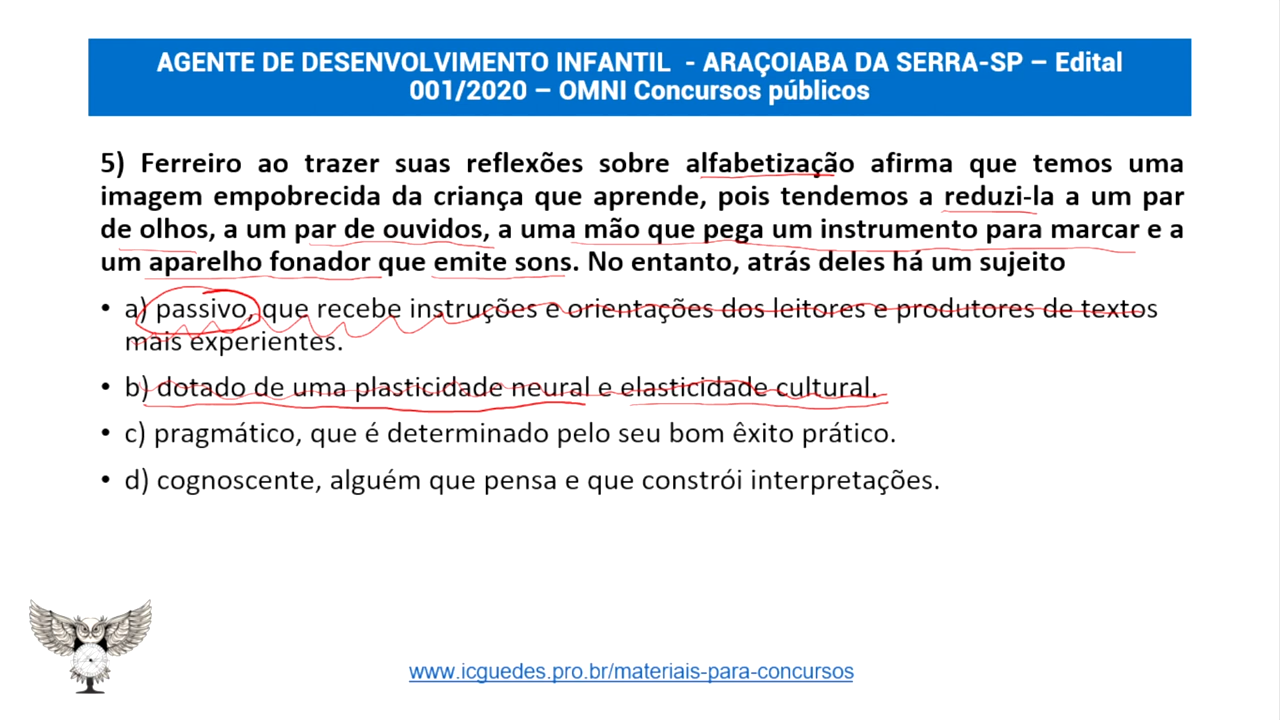 AGENTE DE DESENVOLVIMENTO INFANTIL - ARAÇOIABA DA SERRA-SP – Edital
001/2020 – OMNI Concursos públicos
5) Ferreiro ao trazer suas reflexões sobre alfabetização afirma que temos uma
imagem empobrecida da criança que aprende, pois tendemos a reduzi-la a um par
de olhos, a um par de ouvidos, a uma mão que pega um instrumento para marcar e a
um aparelho fonador que emite sons. No entanto, atrás deles há um sujeito
• a) passivo, que recebe instruções e orientações dos leitores e produtores de textos
mais experientes.
• b) dotado de uma plasticidade neural e elasticidade cultural.
• c) pragmático, que é determinado pelo seu bom êxito prático.
• d) cognoscente, alguém que pensa e que constrói interpretações.
www.icguedes.pro.br/materiais-para-concursos